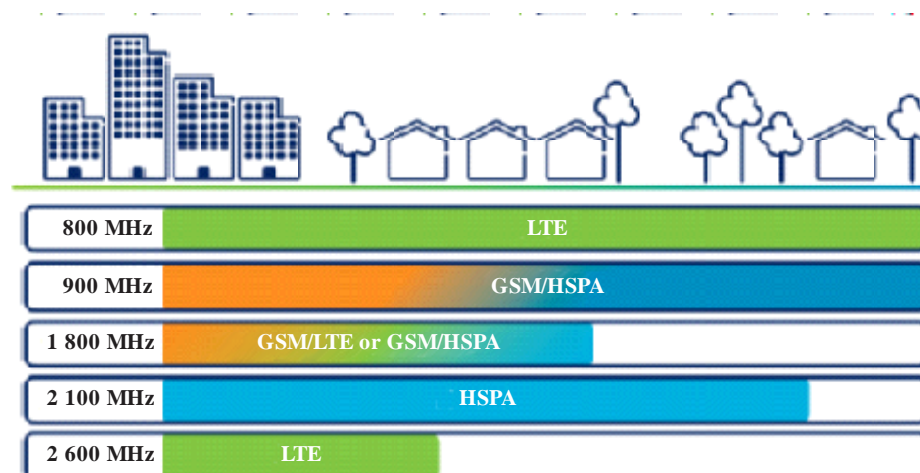 800 MHz LTE
900 MHz GSM/HSPA
1 800 MHz GSM/LTE or GSM/HSPA
2 100 MHz HSPA
2 600 MHz LTE